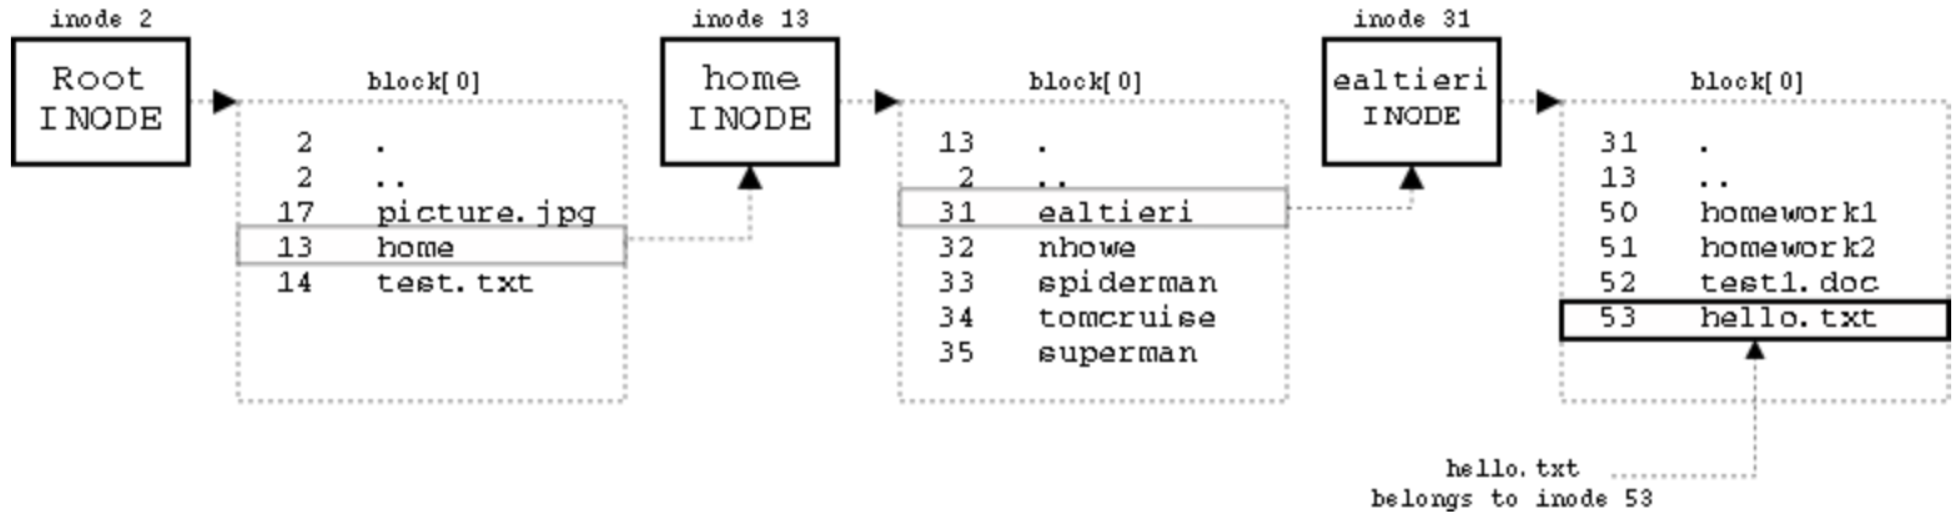 inode 2
Root
INODE
block[0]
2 .
2 ..
17 picture.jpg
13 home
14 test.txt
inode 13
home
INODE
block[0]
13 .
2 ..
31 ealtieri
32 nhowe
33 spiderman
34 tomcruise
35 superman
inode 31
ealtieri
INODE
block[0]
31 .
13 ..
50 homework1
51 homework2
52 test1.doc
53 hello.txt
hello.txt
belongs to inode 53